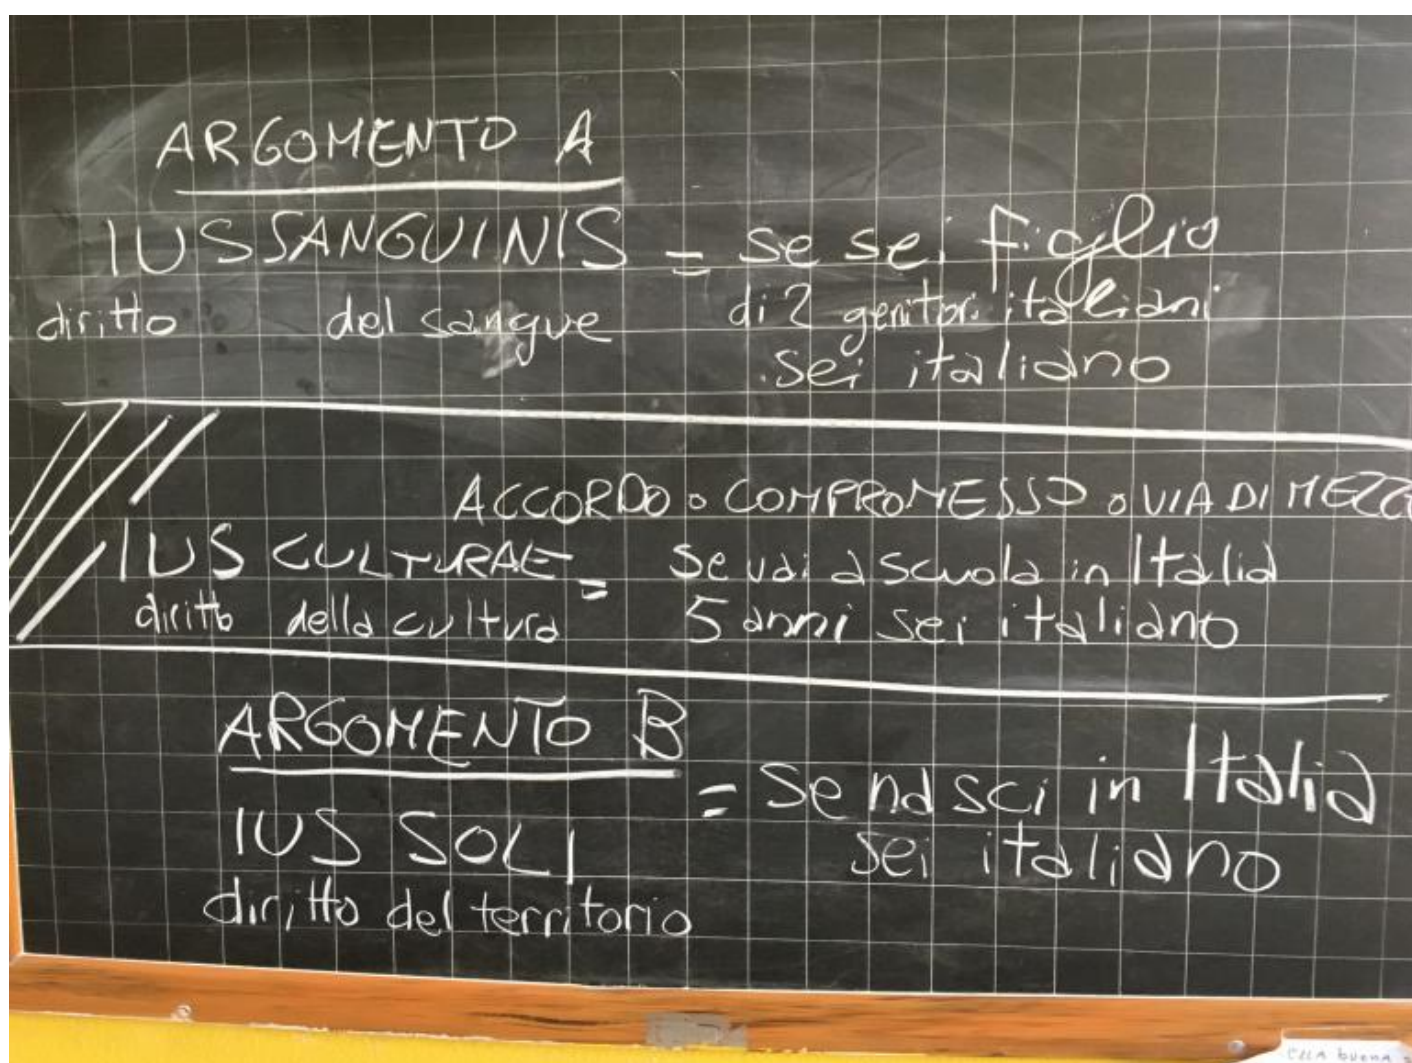 ARGOMENTO A
IUS SANGUINIS = se sei figlio
diritto del sangue di 2 genitori italiani
sei italiano
ACCORDO o COMPROMESSO o VIA DI MEZZO
IUS CULTURAE = se vai a scuola in Italia
diritto della cultura 5 anni sei italiano
ARGOMENTO B
= se nasci in Italia
IUS SOLI sei italiano
diritto del territorio
buona